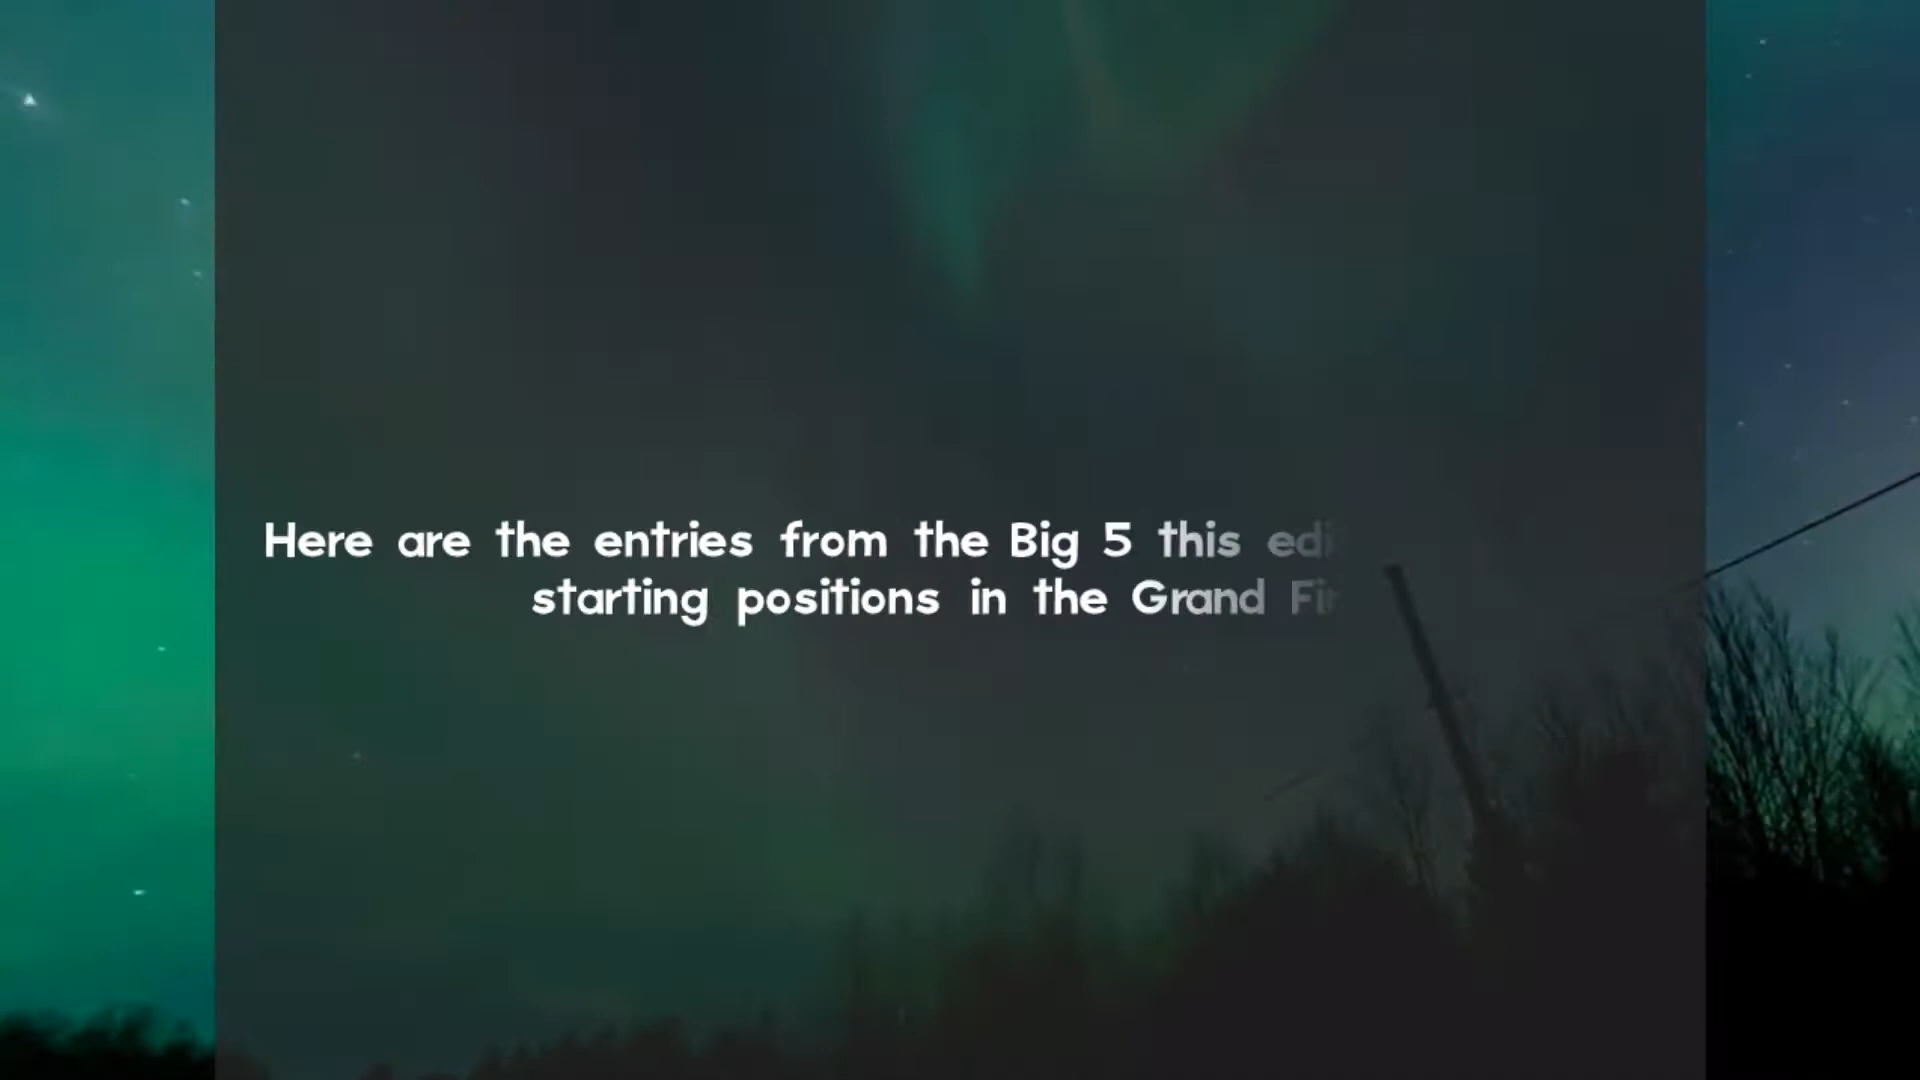 Here are the entries from the Big 5 this
starting positions in the Grand